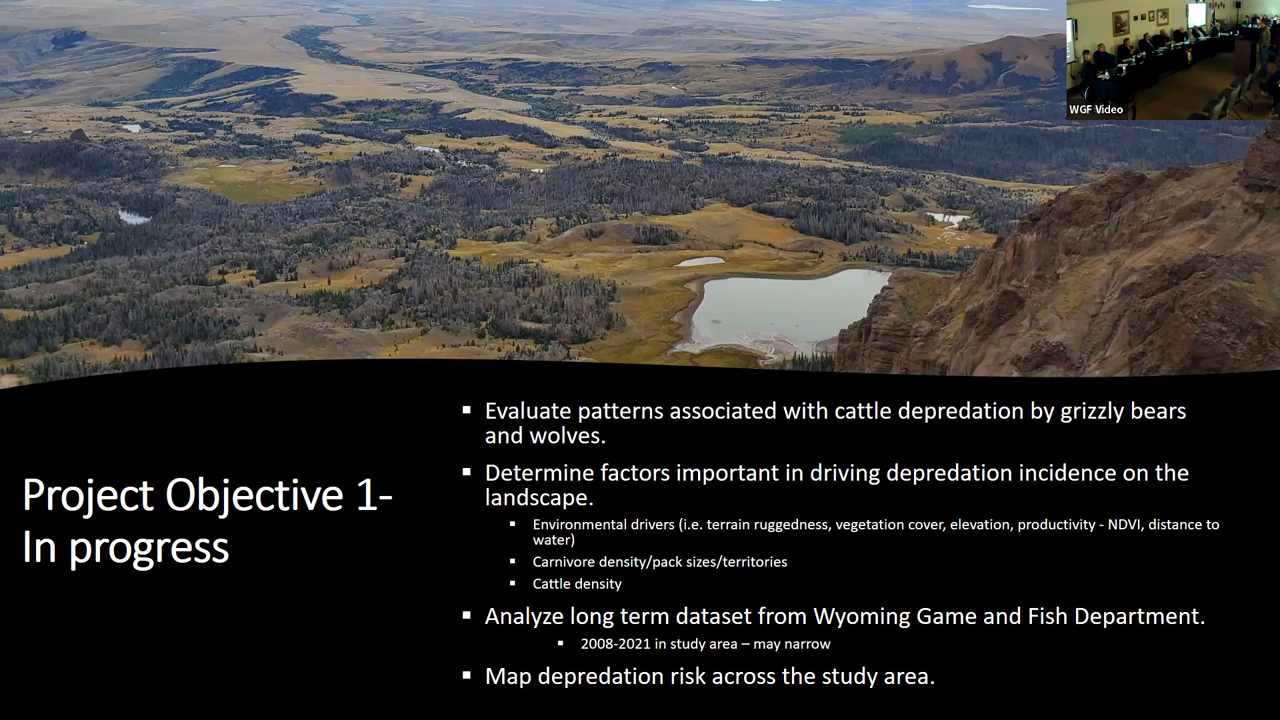 WGF Video
Project Objective 1-
In progress
▪ Evaluate patterns associated with cattle depredation by grizzly bears
and wolves.
▪ Determine factors important in driving depredation incidence on the
landscape.
▪ Environmental drivers (i.e. terrain ruggedness, vegetation cover, elevation, productivity - NDVI, distance to
water)
▪ Carnivore density/pack sizes/territories
▪ Cattle density
▪ Analyze long term dataset from Wyoming Game and Fish Department.
▪ 2008-2021 in study area – may narrow
▪ Map depredation risk across the study area.